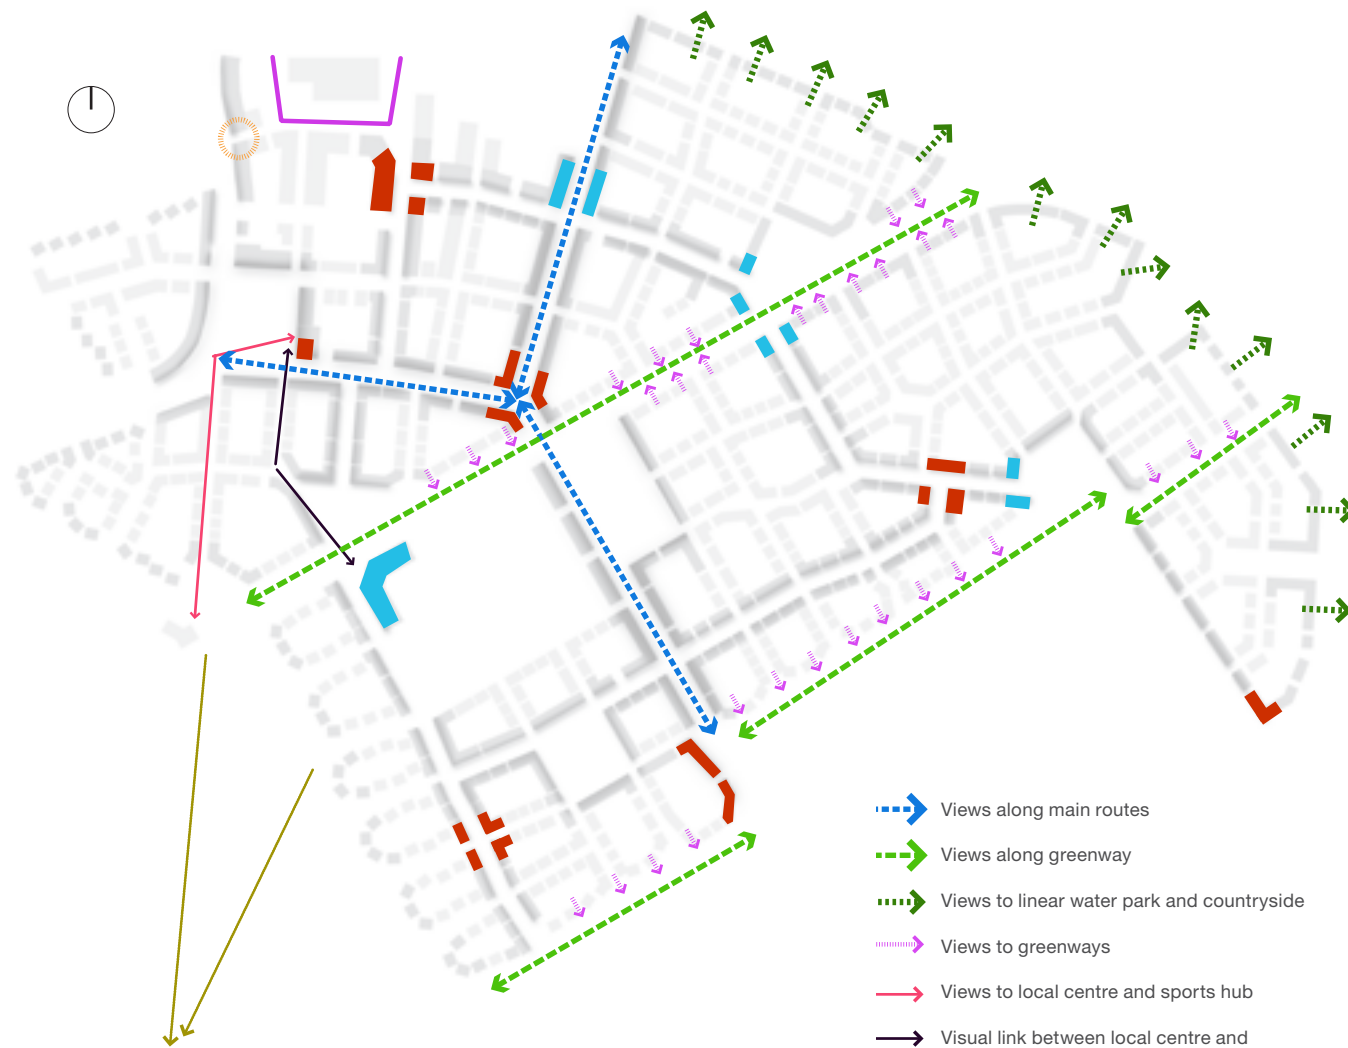 Views along main routes
Views along greenway
Views to linear water park and countryside
Views to greenways
Views to local centre and sports hub
Visual link between local centre and